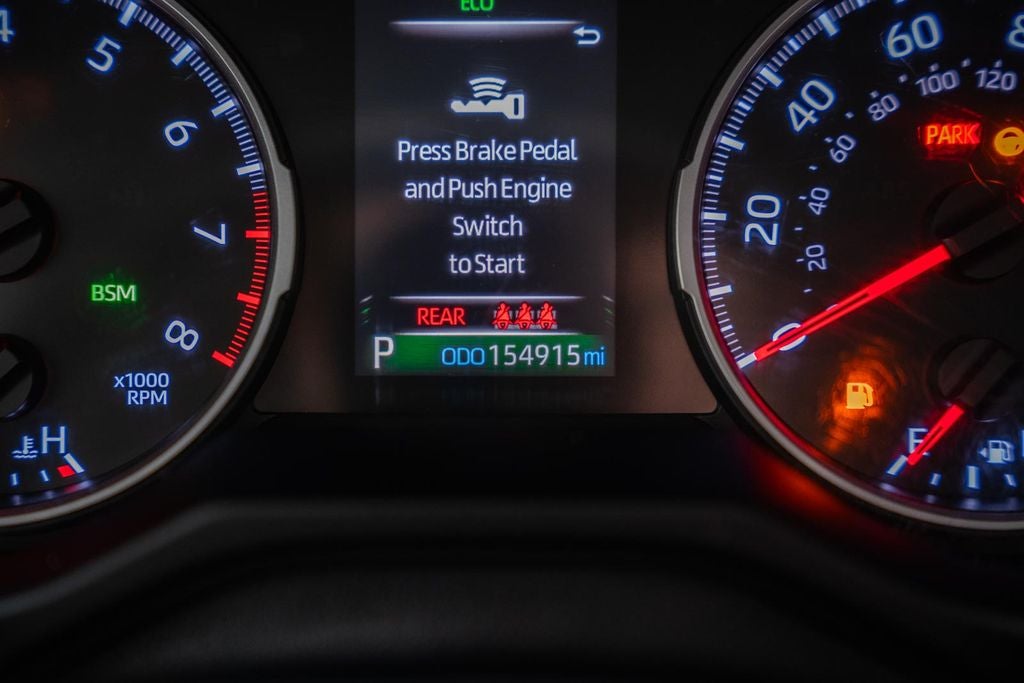 ECO
Press Brake Pedal
and Push Engine
Switch
to Start
REAR
P ODO 154915 mi
5
6
7
8
BSM
x1000
RPM
H
20
40
60
20
40
60
80
100
120
PARK
0
E